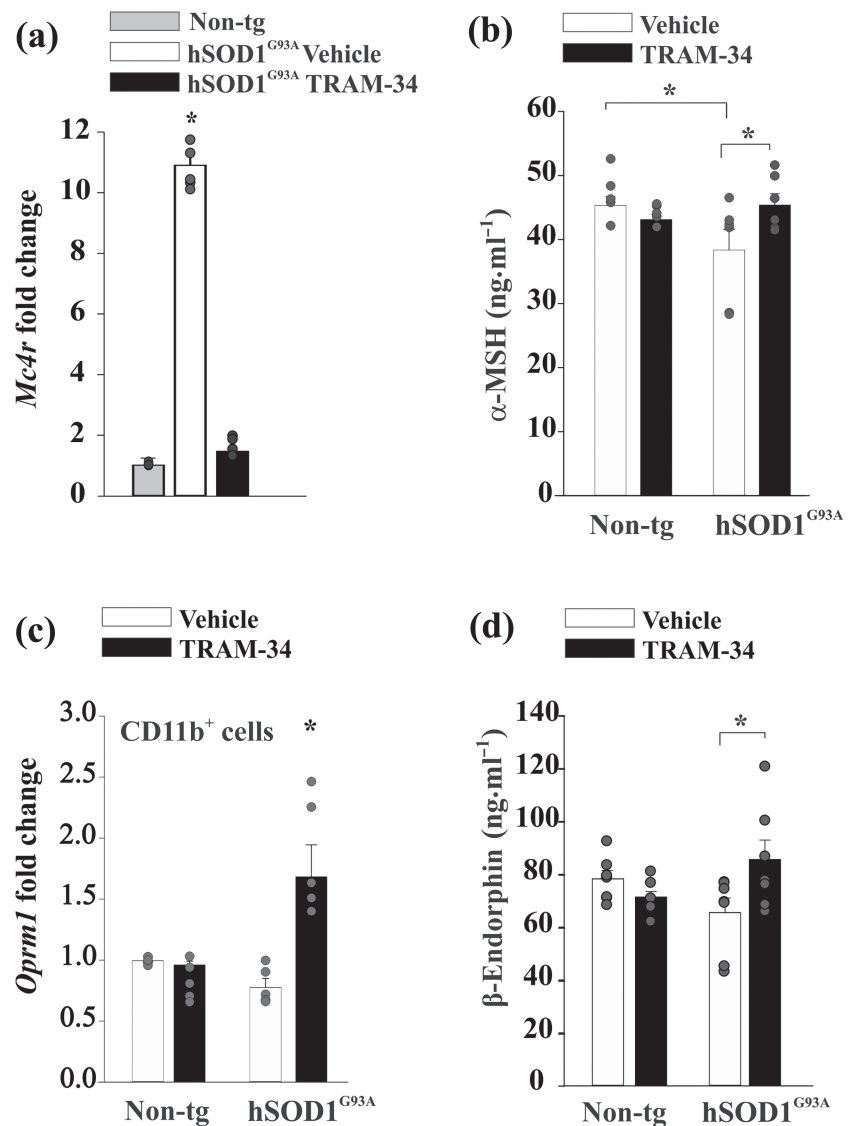 (a)
Non-tg
hSOD1G93A Vehicle
hSOD1G93A TRAM-34
*
Mc4r fold change
12
10
8
6
4
2
0
(b)
Vehicle
TRAM-34
*
*
α-MSH (ng·ml−1)
60
50
40
30
20
10
0
Non-tg
hSOD1G93A
(c)
Vehicle
TRAM-34
CD11b+ cells
*
Oprm1 fold change
3.0
2.5
2.0
1.5
1.0
0.5
0.0
Non-tg
hSOD1G93A
(d)
Vehicle
TRAM-34
*
β-Endorphin (ng·ml−1)
140
120
100
80
60
40
20
0
Non-tg
hSOD1G93A